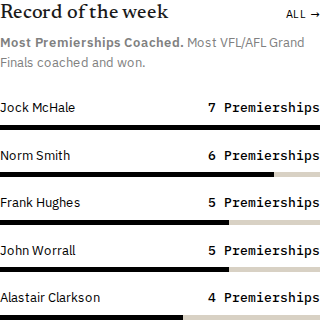 Record of the week
ALL →
Most Premierships Coached. Most VFL/AFL Grand
Finals coached and won.
Jock McHale 7 Premierships
Norm Smith 6 Premierships
Frank Hughes 5 Premierships
John Worrall 5 Premierships
Alastair Clarkson 4 Premierships